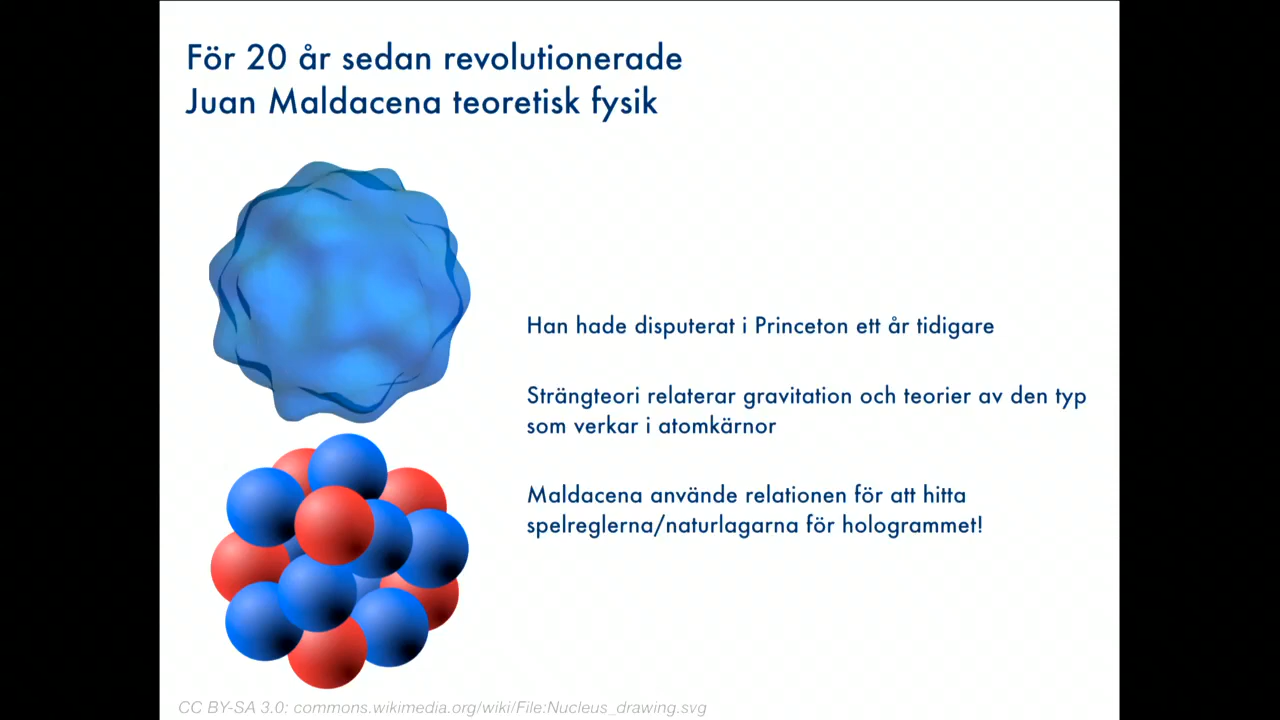 För 20 år sedan revolutionerade
Juan Maldacena teoretisk fysik
Han hade disputerat i Princeton ett år tidigare
Strängteori relaterar gravitation och teorier av den typ
som verkar i atomkärnor
Maldacena använde relationen för att hitta
spelreglerna/naturlagarna för hologrammet!
CC BY-SA 3.0: commons.wikimedia.org/wiki/File:Nucleus_drawing.svg